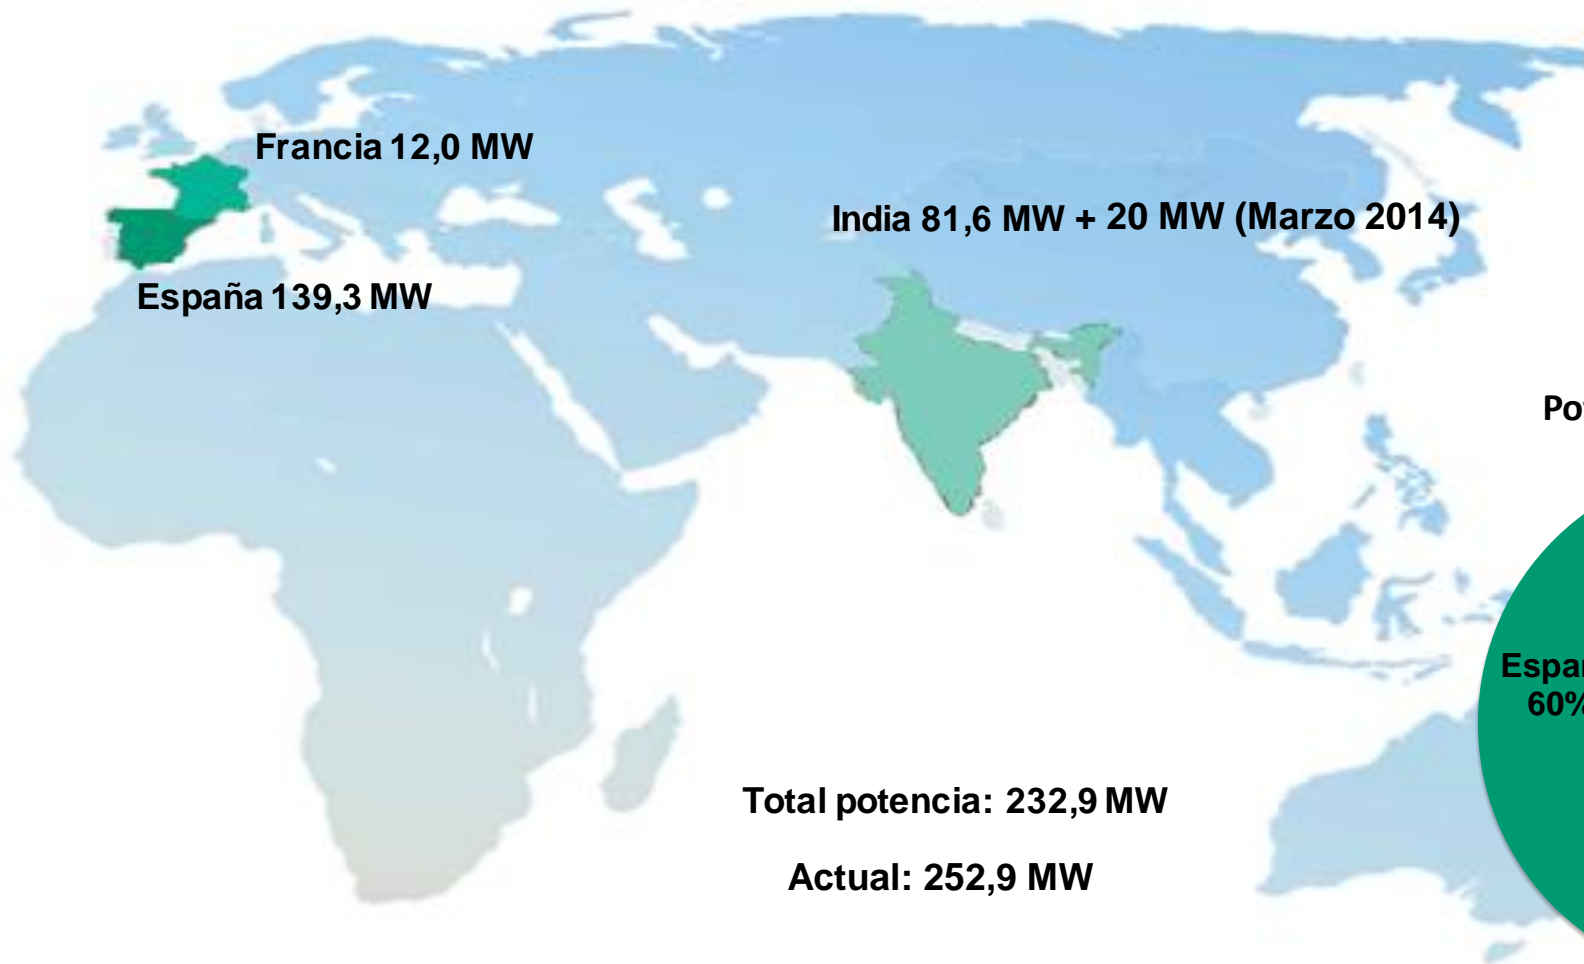 Francia 12,0 MW
India 81,6 MW + 20 MW (Marzo 2014)
España 139,3 MW
60%
Total potencia: 232,9 MW
Actual: 252,9 MW